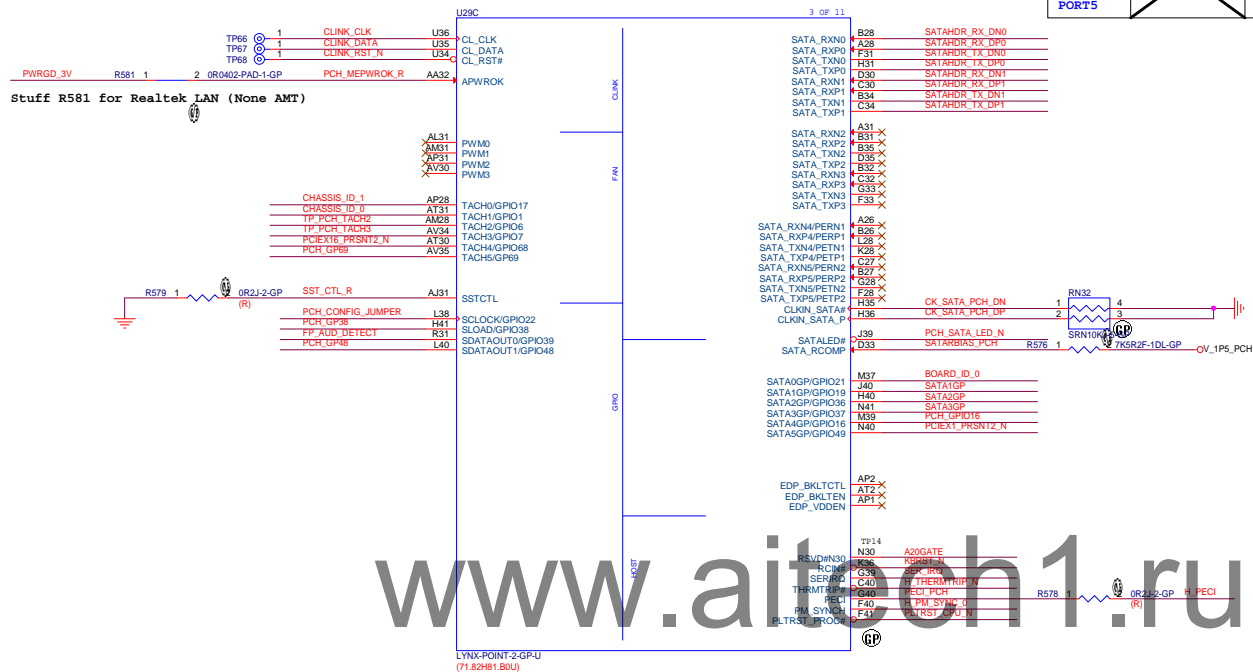 PORT5
U29C
3 OF 11
TP66 1 CLINK_CLK U36 CL_CLK
TP67 1 CLINK_DATA U35 CL_DATA
TP68 1 CLINK_RST_N U34 CL_RST#
PWRGD_3V R581 1 2 0R0402-PAD-1-GP PCH_MEPWROK_R AA32 APWROK
Stuff R581 for Realtek LAN (None AMT)
CLINK
AL31 PWM0
AM31 PWM1
AP31 PWM2
AV30 PWM3
FAN
CHASSIS_ID_1 AP28 TACH0/GPIO17
CHASSIS_ID_0 AT31 TACH1/GPIO1
TP_PCH_TACH2 AM28 TACH2/GPIO6
TP_PCH_TACH3 AV34 TACH3/GPIO7
PCIEX16_PRSNT2_N AT30 TACH4/GPIO68
PCH_GP69 AV35 TACH5/GP69
R579 1 2 0R2J-2-GP SST_CTL_R AJ31 SSTCTL
(R)
PCH_CONFIG_JUMPER L38 SCLOCK/GPIO22
PCH_GP38 H41 SLOAD/GPIO38
FP_AUD_DETECT R31 SDATAOUT0/GPIO39
PCH_GP48 L40 SDATAOUT1/GPIO48
GPIO
HOST
SATA_RXN0 B28 SATAHDR_RX_DN0
SATA_RXP0 A28 SATAHDR_RX_DP0
SATA_TXN0 F31 SATAHDR_TX_DN0
SATA_TXP0 H31 SATAHDR_TX_DP0
SATA_RXN1 D30 SATAHDR_RX_DN1
SATA_RXP1 C30 SATAHDR_RX_DP1
SATA_TXN1 B34 SATAHDR_TX_DN1
SATA_TXP1 C34 SATAHDR_TX_DP1
SATA_RXN2 A31
SATA_RXP2 B31
SATA_TXN2 B35
SATA_TXP2 D35
SATA_RXN3 B32
SATA_RXP3 C32
SATA_TXN3 G33
SATA_TXP3 F33
SATA_RXN4/PERN1 A26
SATA_RXP4/PERP1 B26
SATA_TXN4/PETN1 L28
SATA_TXP4/PETP1 K28
SATA_RXN5/PERN2 C27
SATA_RXP5/PERP2 B27
SATA_TXN5/PETN2 G28
SATA_TXP5/PETP2 F28
CLKIN_SATA# H35 CK_SATA_PCH_DN 1 RN32 4
CLKIN_SATA_P H36 CK_SATA_PCH_DP 2 3
GP
SATALED# J39 PCH_SATA_LED_N
SATA_RCOMP D33 SATARBIAS_PCH R576 1 7K5R2F-1DL-GP V_1P5_PCH
SATA0GP/GPIO21 M37 BOARD_ID_0
SATA1GP/GPIO19 J40 SATA1GP
SATA2GP/GPIO36 H40 SATA2GP
SATA3GP/GPIO37 N41 SATA3GP
SATA4GP/GPIO16 M39 PCH_GPIO16
SATA5GP/GPIO49 N40 PCIEX1_PRSNT2_N
EDP_BKLTCTL AP2
EDP_BKLTEN AT2
EDP_VDDEN AP1
TP14
RSVD#N30 N30 A20GATE
RCIN# K36 KBRST_N
SERIRQ G39 SER_IRQ
THRMTRIP# C40 H_THERMTRIP_N
PECI G40 PECI_PCH R578 1 2 0R2J-2-GP H_PECI
(R)
PM_SYNCH F40 H_PM_SYNC_0
PLTRST_PROC# F41 PLTRST_CPU_N
GP
www.aitech1.ru
LYNX-POINT-2-GP-U
(71.82H81.B0U)